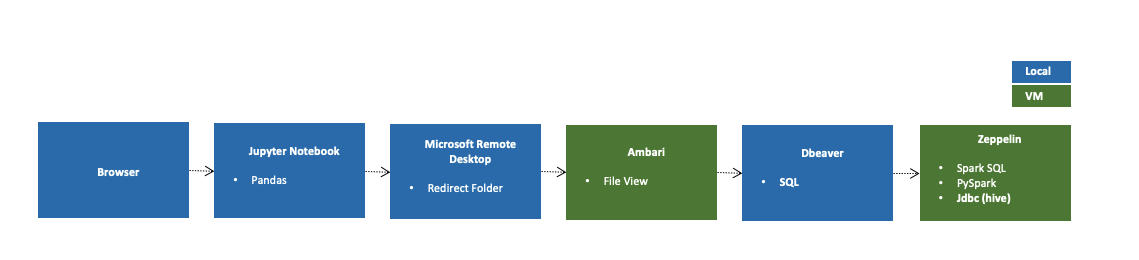 Local
VM
Browser
Jupyter Notebook
• Pandas
Microsoft Remote
Desktop
• Redirect Folder
Ambari
• File View
Dbeaver
• SQL
Zeppelin
• Spark SQL
• PySpark
• Jdbc (hive)